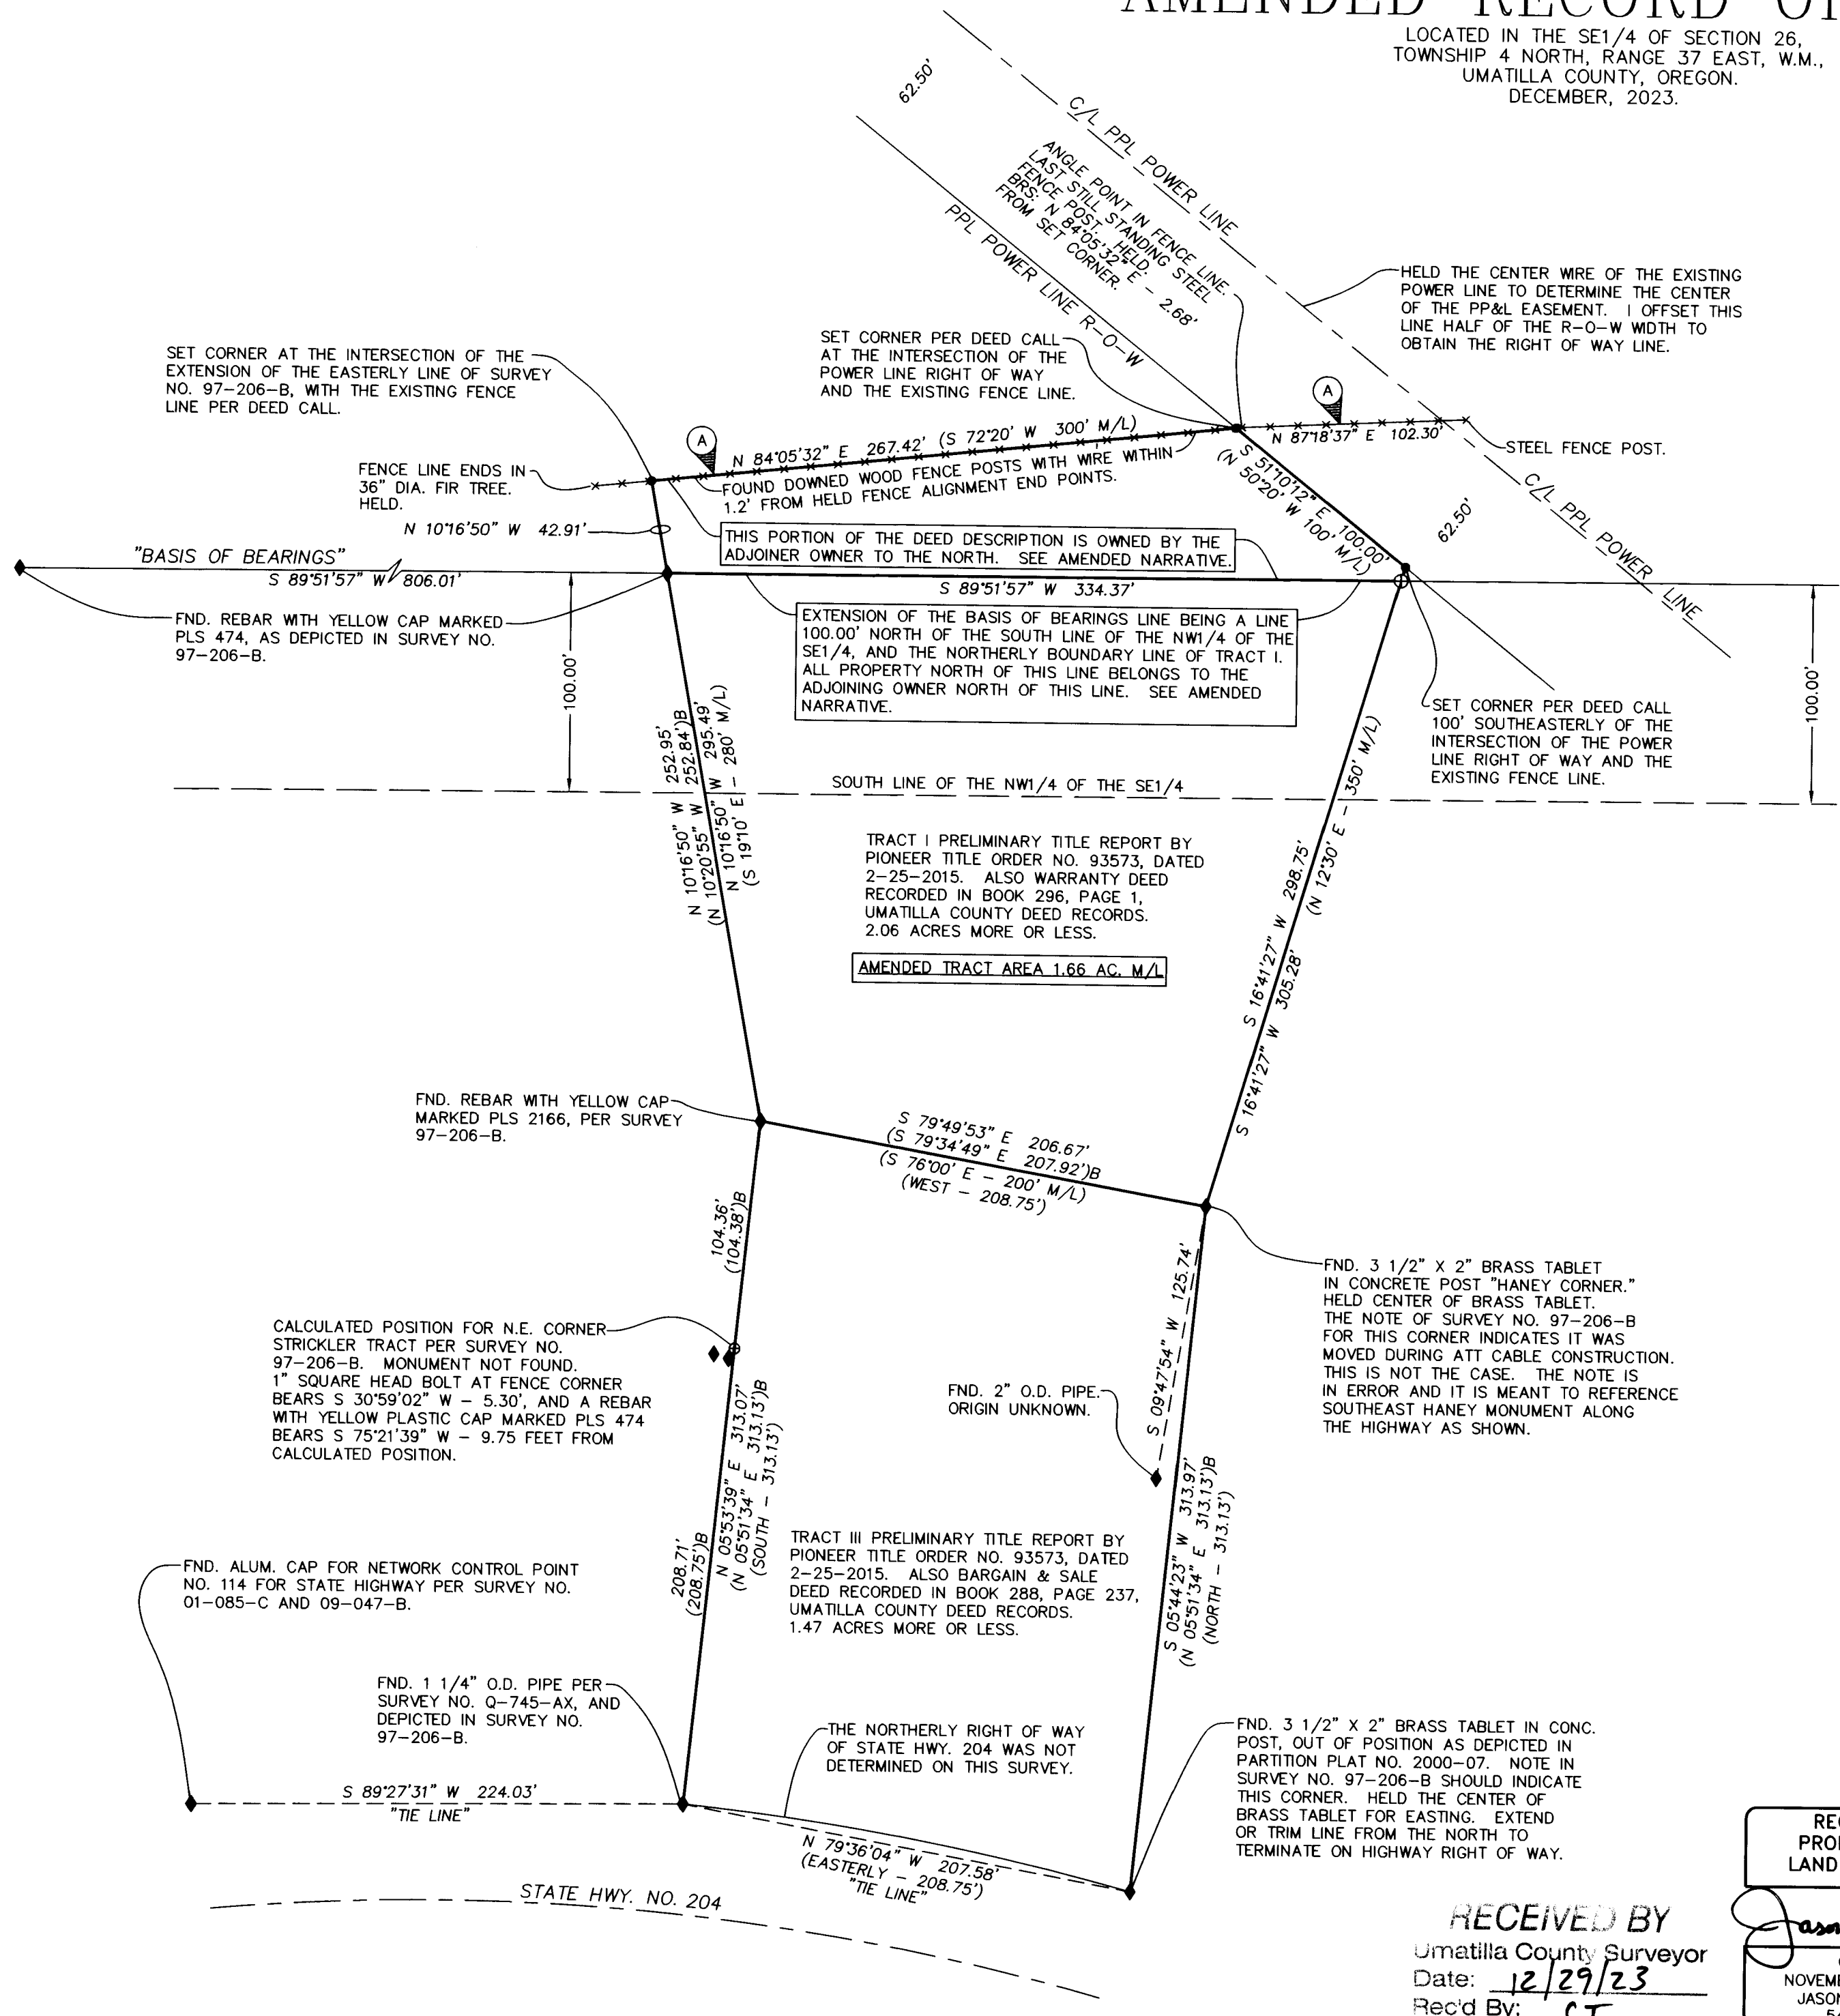 AMENDED RECORD OF
LOCATED IN THE SE1/4 OF SECTION 26,
TOWNSHIP 4 NORTH, RANGE 37 EAST, W.M.,
UMATILLA COUNTY, OREGON.
DECEMBER, 2023.
62.50'
C/L PPL POWER LINE
ANGLE POINT IN FENCE LINE.
LAST STILL STANDING STEEL
FENCE POST. HELD.
BRS: N 84°05'32" E - 2.68'
FROM SET CORNER.
PPL POWER LINE R-O-W
HELD THE CENTER WIRE OF THE EXISTING
POWER LINE TO DETERMINE THE CENTER
OF THE PP&L EASEMENT. I OFFSET THIS
LINE HALF OF THE R-O-W WIDTH TO
OBTAIN THE RIGHT OF WAY LINE.
SET CORNER PER DEED CALL
AT THE INTERSECTION OF THE
POWER LINE RIGHT OF WAY
AND THE EXISTING FENCE LINE.
SET CORNER AT THE INTERSECTION OF THE
EXTENSION OF THE EASTERLY LINE OF SURVEY
NO. 97-206-B, WITH THE EXISTING FENCE
LINE PER DEED CALL.
A
A
N 84°05'32" E 267.42' (S 72°20' W 300' M/L)
N 87°18'37" E 102.30'
STEEL FENCE POST.
FENCE LINE ENDS IN
36" DIA. FIR TREE.
HELD.
FOUND DOWNED WOOD FENCE POSTS WITH WIRE WITHIN
1.2' FROM HELD FENCE ALIGNMENT END POINTS.
S 51°10'12" E 100.00'
(N 50°20' W 100' M/L)
62.50'
C/L PPL POWER LINE
N 10°16'50" W 42.91'
THIS PORTION OF THE DEED DESCRIPTION IS OWNED BY THE
ADJOINER OWNER TO THE NORTH. SEE AMENDED NARRATIVE.
"BASIS OF BEARINGS"
S 89°51'57" W 806.01'
S 89°51'57" W 334.37'
FND. REBAR WITH YELLOW CAP MARKED
PLS 474, AS DEPICTED IN SURVEY NO.
97-206-B.
EXTENSION OF THE BASIS OF BEARINGS LINE BEING A LINE
100.00' NORTH OF THE SOUTH LINE OF THE NW1/4 OF THE
SE1/4, AND THE NORTHERLY BOUNDARY LINE OF TRACT I.
ALL PROPERTY NORTH OF THIS LINE BELONGS TO THE
ADJOINING OWNER NORTH OF THIS LINE. SEE AMENDED
NARRATIVE.
100.00'
100.00'
SET CORNER PER DEED CALL
100' SOUTHEASTERLY OF THE
INTERSECTION OF THE POWER
LINE RIGHT OF WAY AND THE
EXISTING FENCE LINE.
N 10°16'50" W 252.95'
(N 10°20'55" W 252.84')B
N 10°16'50" W 295.49'
(S 19°10' E - 280' M/L)
SOUTH LINE OF THE NW1/4 OF THE SE1/4
TRACT I PRELIMINARY TITLE REPORT BY
PIONEER TITLE ORDER NO. 93573, DATED
2-25-2015. ALSO WARRANTY DEED
RECORDED IN BOOK 296, PAGE 1,
UMATILLA COUNTY DEED RECORDS.
2.06 ACRES MORE OR LESS.
AMENDED TRACT AREA 1.66 AC. M/L
S 16°41'27" W 298.75'
(N 12°30' E - 350' M/L)
S 16°41'27" W 305.28'
FND. REBAR WITH YELLOW CAP
MARKED PLS 2166, PER SURVEY
97-206-B.
S 79°49'53" E 206.67'
(S 79°34'49" E 207.92')B
(S 76°00' E - 200' M/L)
(WEST - 208.75')
104.36'
(104.38')B
FND. 3 1/2" X 2" BRASS TABLET
IN CONCRETE POST "HANEY CORNER."
HELD CENTER OF BRASS TABLET.
THE NOTE OF SURVEY NO. 97-206-B
FOR THIS CORNER INDICATES IT WAS
MOVED DURING ATT CABLE CONSTRUCTION.
THIS IS NOT THE CASE. THE NOTE IS
IN ERROR AND IT IS MEANT TO REFERENCE
SOUTHEAST HANEY MONUMENT ALONG
THE HIGHWAY AS SHOWN.
CALCULATED POSITION FOR N.E. CORNER
STRICKLER TRACT PER SURVEY NO.
97-206-B. MONUMENT NOT FOUND.
1" SQUARE HEAD BOLT AT FENCE CORNER
BEARS S 30°59'02" W - 5.30', AND A REBAR
WITH YELLOW PLASTIC CAP MARKED PLS 474
BEARS S 75°21'39" W - 9.75 FEET FROM
CALCULATED POSITION.
FND. 2" O.D. PIPE.
ORIGIN UNKNOWN.
S 09°47'54" W 125.74'
N 05°53'39" E 313.07'
(N 05°51'34" E 313.13')B
(SOUTH - 313.13')
208.71'
(208.75')B
S 05°44'23" W 313.97'
(N 05°51'34" E 313.13')B
(NORTH - 313.13')
TRACT III PRELIMINARY TITLE REPORT BY
PIONEER TITLE ORDER NO. 93573, DATED
2-25-2015. ALSO BARGAIN & SALE
DEED RECORDED IN BOOK 288, PAGE 237,
UMATILLA COUNTY DEED RECORDS.
1.47 ACRES MORE OR LESS.
FND. ALUM. CAP FOR NETWORK CONTROL POINT
NO. 114 FOR STATE HIGHWAY PER SURVEY NO.
01-085-C AND 09-047-B.
FND. 1 1/4" O.D. PIPE PER
SURVEY NO. Q-745-AX, AND
DEPICTED IN SURVEY NO.
97-206-B.
THE NORTHERLY RIGHT OF WAY
OF STATE HWY. 204 WAS NOT
DETERMINED ON THIS SURVEY.
FND. 3 1/2" X 2" BRASS TABLET IN CONC.
POST, OUT OF POSITION AS DEPICTED IN
PARTITION PLAT NO. 2000-07. NOTE IN
SURVEY NO. 97-206-B SHOULD INDICATE
THIS CORNER. HELD THE CENTER OF
BRASS TABLET FOR EASTING. EXTEND
OR TRIM LINE FROM THE NORTH TO
TERMINATE ON HIGHWAY RIGHT OF WAY.
S 89°27'31" W 224.03'
"TIE LINE"
N 79°36'04" W 207.58'
(EASTERLY - 208.75')
"TIE LINE"
STATE HWY. NO. 204
RECEIVED BY
Umatilla County Surveyor
Date: 12/29/23
Rec'd By: CJ
LAND
Jason
NOVEM
JASON